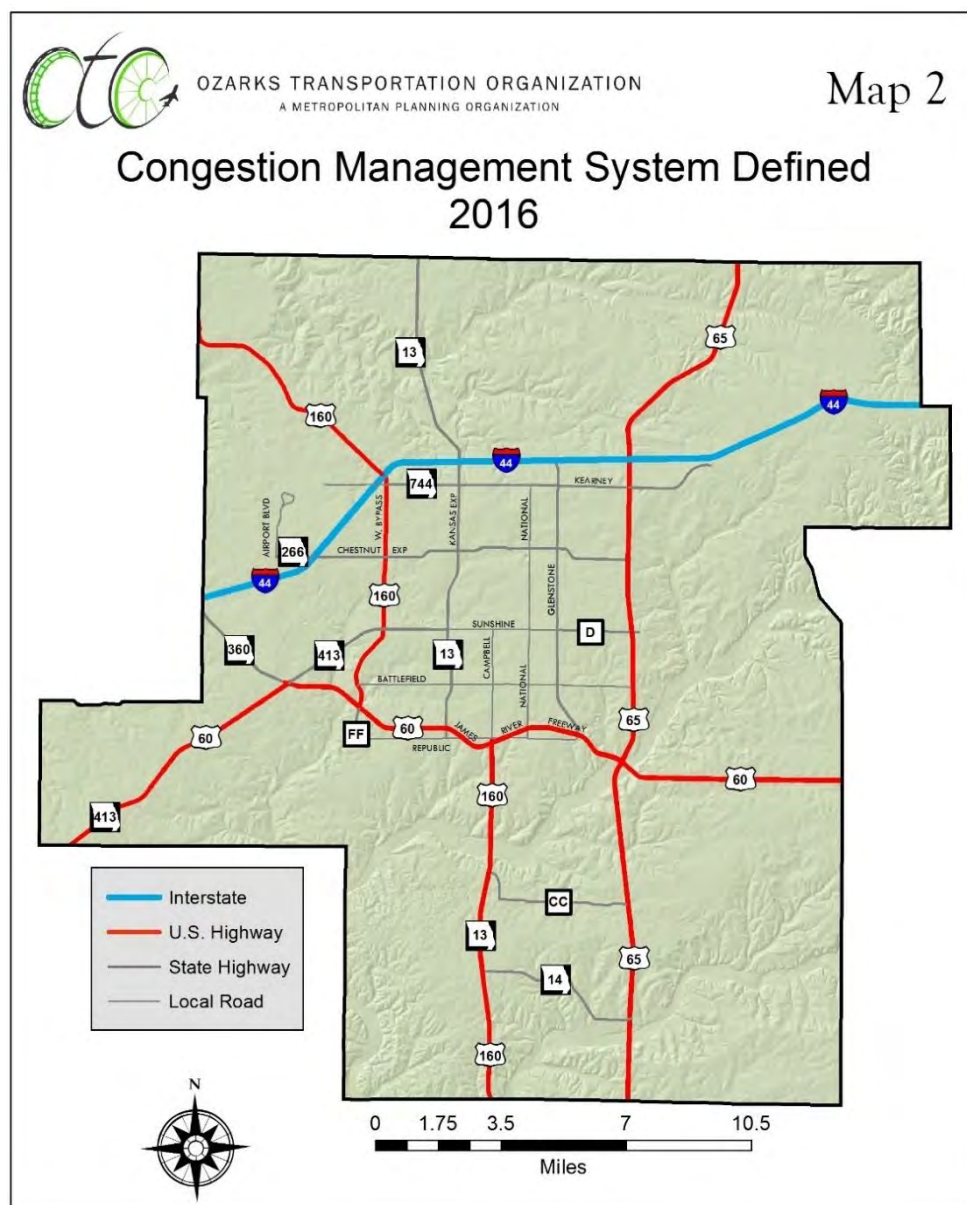 cto
OZARKS TRANSPORTATION ORGANIZATION
A METROPOLITAN PLANNING ORGANIZATION
Map 2
Congestion Management System Defined
2016
65
13
44
160
44
744
KEARNEY
W. BYPASS
KANSAS EXP
NATIONAL
AIRPORT BLVD
266
CHESTNUT EXP
44
160
GLENSTONE
SUNSHINE
D
360
413
13
CAMPBELL
BATTLEFIELD
NATIONAL
65
FF
60
JAMES RIVER FREEWAY
60
REPUBLIC
60
160
413
CC
Interstate
U.S. Highway
State Highway
Local Road
13
65
14
160
N
0 1.75 3.5 7 10.5
Miles